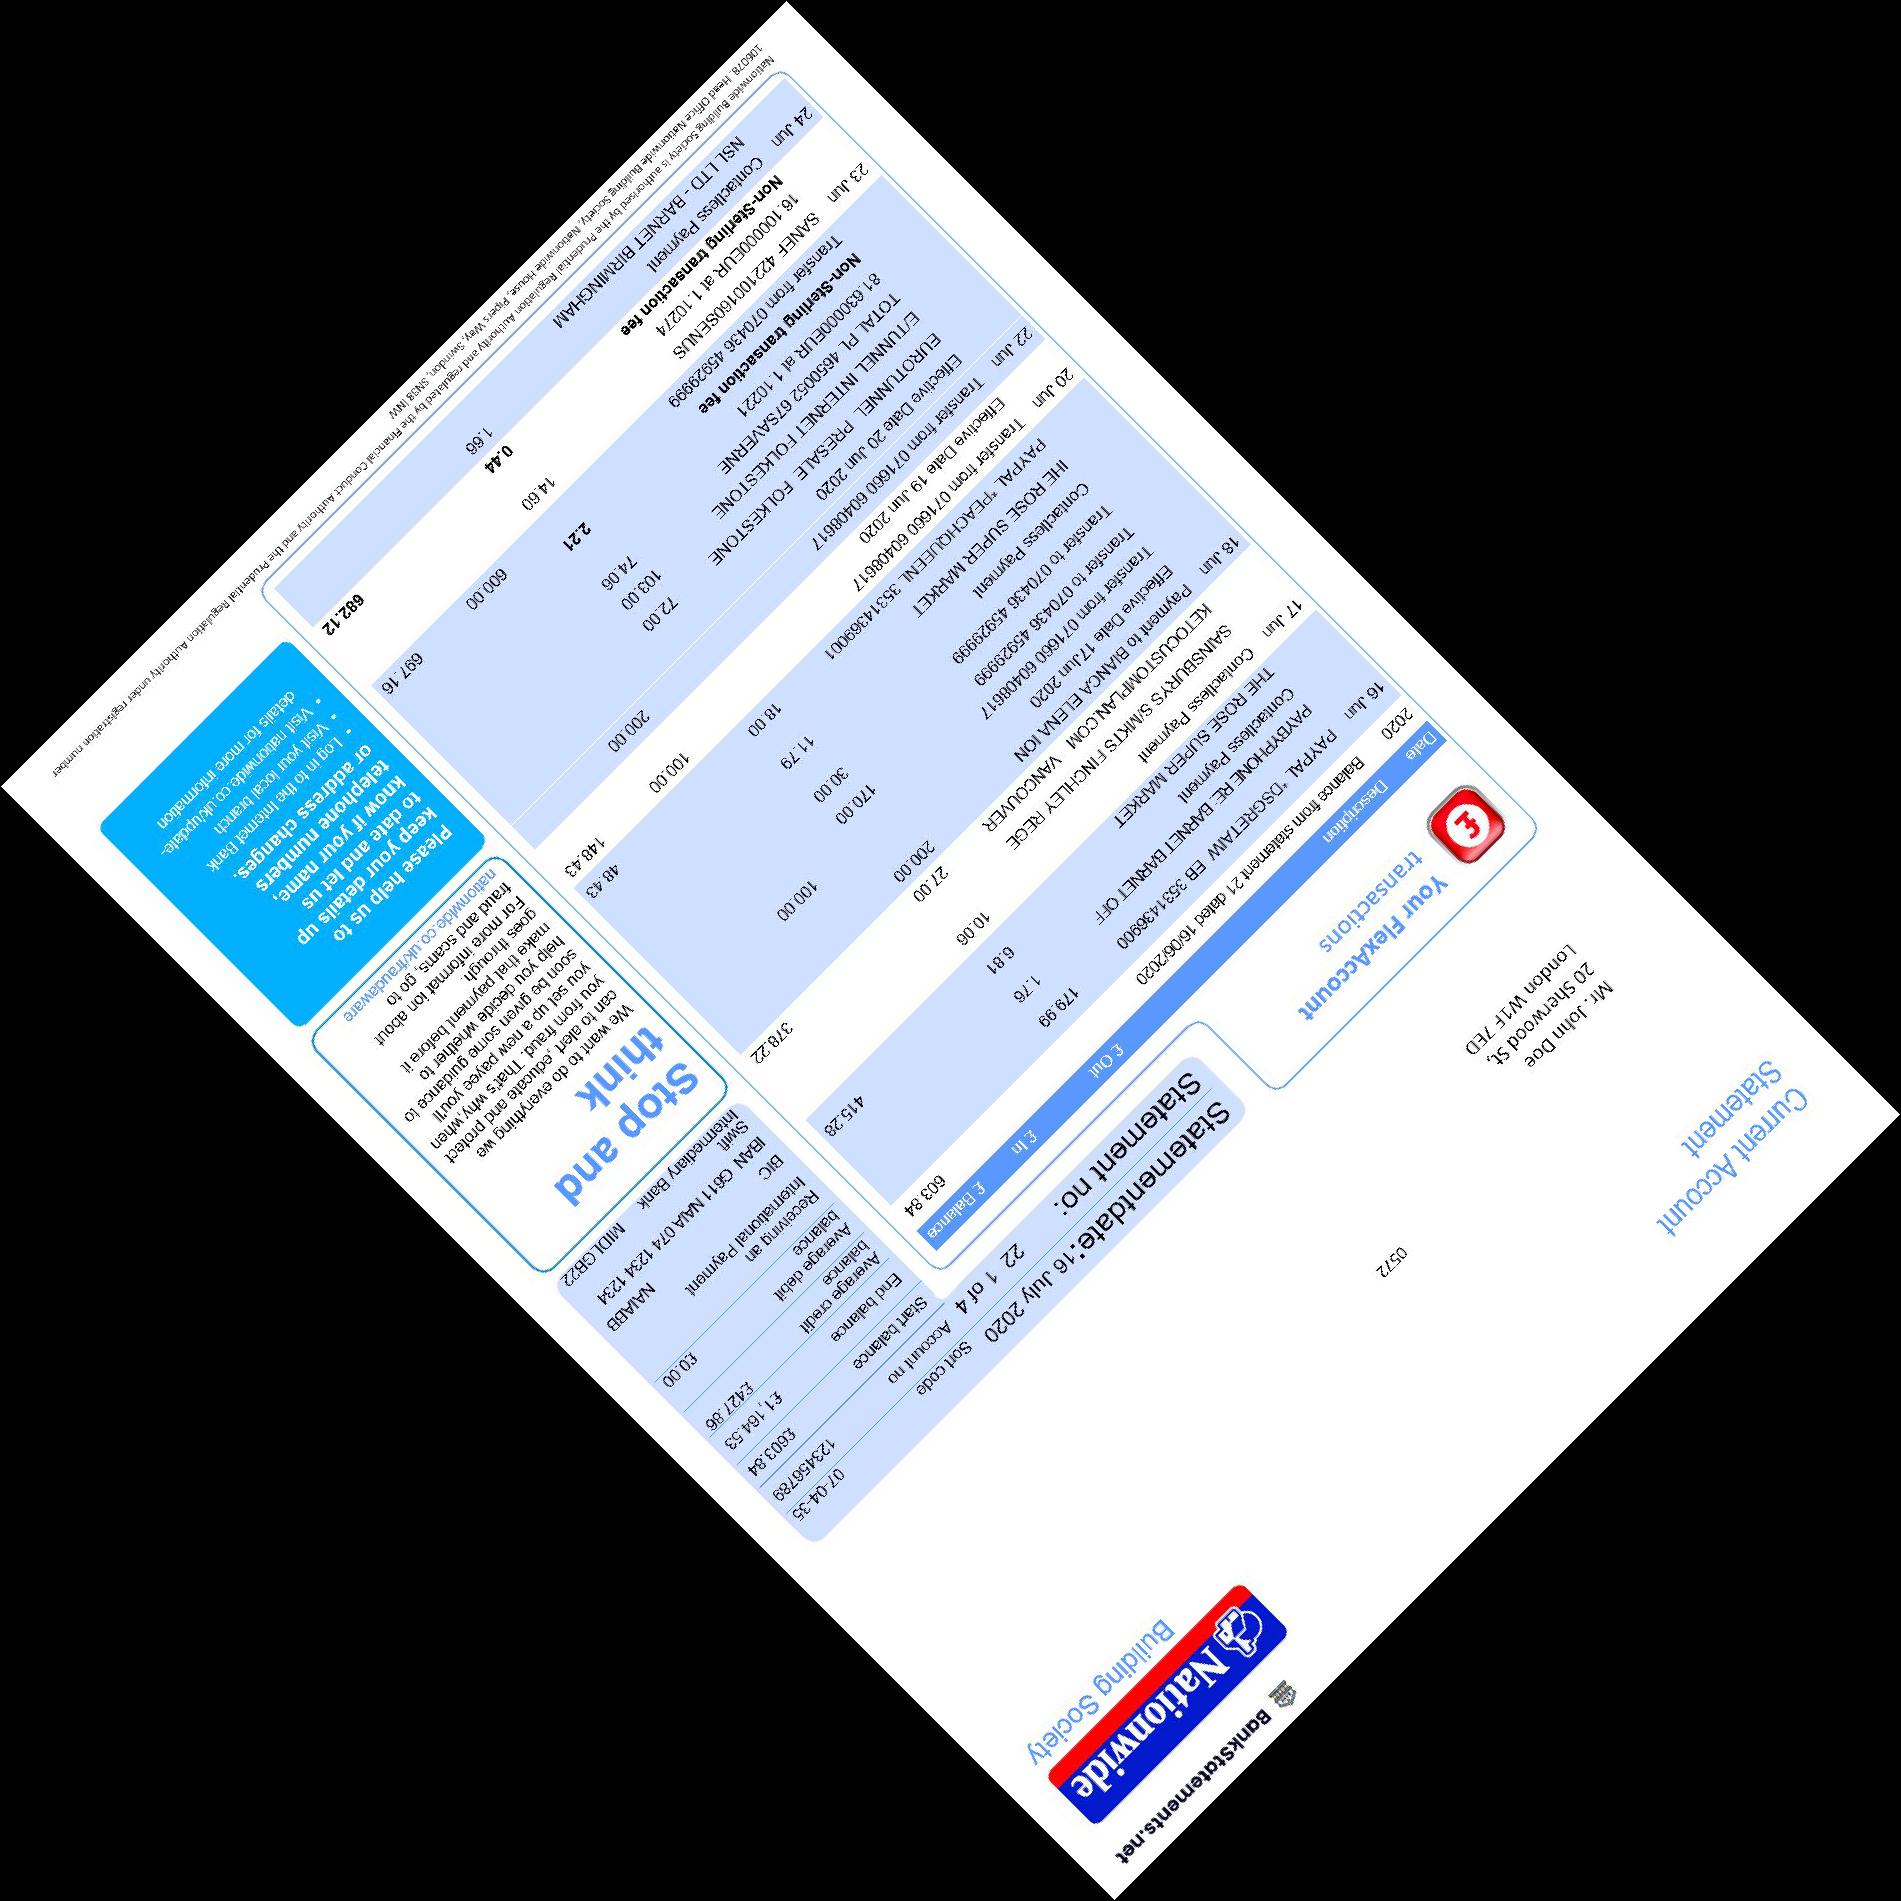 BankStatements.net
Nationwide
Building Society
Current Account
Statement
0572
Mr. John Doe
20 Sherwood St,
London W1F 7ED
Statementdate:16 July 2020
Statement no: 22 1 of 4
Sort code 07-04-35
Account no 123456789
Start balance £603.84
End balance £1,164.53
Average credit
balance £427.86
Average debit
balance £0.00
Receiving an
International Payment
BIC NAIABB
IBAN G611 NAIA 074 1234 1234
Swift
Intermediary Bank MIDLGB22
Your FlexAccount
transactions
£
Date Description £ Out £ In £ Balance
2020 Balance from statement 21 dated 16/06/2020 603.84
16 Jun PAYPAL *DSGRETAIW EB 3531436900 179.99
PAYBYPHONE RE: BARNET BARNET OFF 1.76
Contactless Payment
THE ROSE SUPER MARKET 6.81 415.28
Contactless Payment
17 Jun SAINSBURYS S/MKTS FINCHLEY REGE 10.06
KETOCUSTOMPLAN.COM VANCOUVER 27.00 378.22
18 Jun Payment to BIANCA ELENA ION 200.00
Effective Date 17Jun 2020
Transfer from 071660 60408617 100.00
Transfer to 070436 45929999 170.00
Transfer to 070436 45929999 30.00
Contactless Payment
IHE ROSE SUPER MARKET 11.79
PAYPAL *PEACHQUEENL 35314369001 18.00 48.43
20 Jun Transfer from 071660 60408617 100.00 148.43
Effective Date 19 Jun 2020
22 Jun Transfer from 071660 60408617 200.00
Effective Date 20 Jun 2020
EUROTUNNEL PRESALE FOLKESTONE 72.00
E/TUNNEL INTERNET FOLKESTONE 103.00
TOTAL PL 4650052 67SAVERNE 74.06
81.630000EUR at 1.10221
Non-Sterling transaction fee 2.21
Transfer from 070436 45929999 600.00 697.16
23 Jun SANEF 422100160SENUS 14.60
16.100000EUR at 1.10274
Non-Sterling transaction fee 0.44
Contactless Payment
24 Jun NSL LTD - BARNET BIRMINGHAM 1.66 682.12
Stop and
think
We want to do everything we
can to alert ,educate and protect
you from fraud. That's why,when
you set up a new payee you'll
soon be given some guidance to
help you decide whether to
make that payment before it
goes through
For more informat ion about
fraud and scams, go to
nationwide.co.uk/fraudaware
Please help us to
keep your details up
to date and let us
know if your name,
telephone numbers
or address changes.
• Log in to the Internet Bank
• Visit your local branch
• Visit nationwide.co.uk/update-
details for more information
Nationwide Building Society is authorised by the Prudential Regulation Authority and regulated by the Financial Conduct Authority and the Prudential Regulation Authority under registration number
106078. Head Office Nationwide Building Society, Nationwide House, Pipers Way, Swindon, SN38 INW